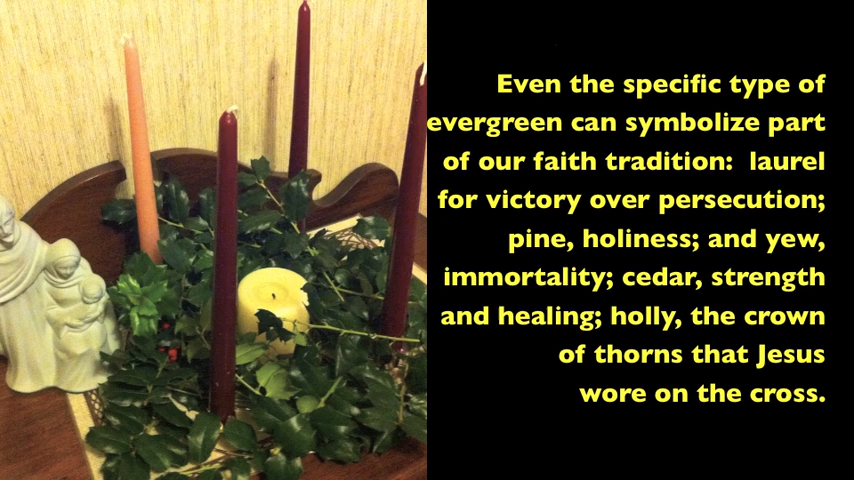 Even the specific type of
evergreen can symbolize part
of our faith tradition:  laurel
for victory over persecution;
pine, holiness; and yew,
immortality; cedar, strength
and healing; holly, the crown
of thorns that Jesus
wore on the cross.